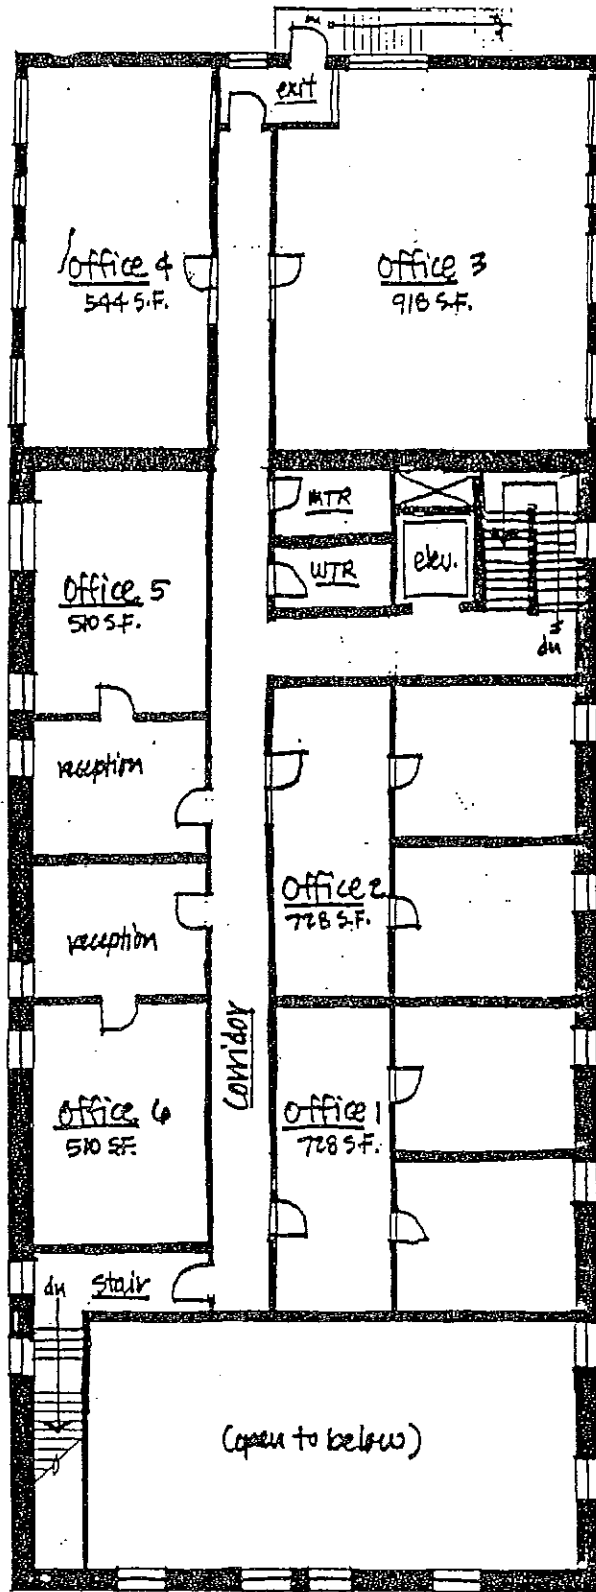 dn
exit
Office 4
544 S.F.
Office 3
918 S.F.
MTR
WTR
elev.
dn
Office 5
510 S.F.
reception
Office 2
728 S.F.
reception
Corridor
Office 6
510 S.F.
Office 1
728 S.F.
stair
dn
(open to below)